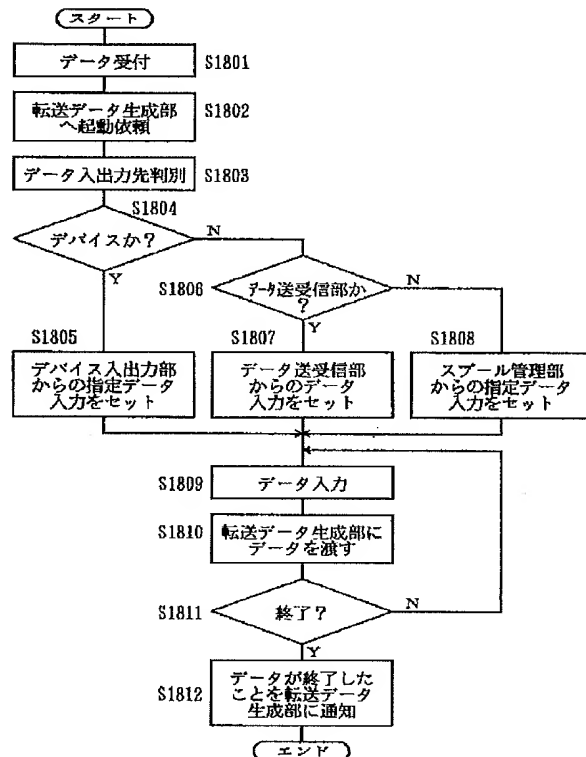 スタート
データ受付
S1801
転送データ生成部
へ起動依頼
S1802
データ入出力先判別
S1803
S1804
デバイスか?
N
Y
S1806
データ送受信部か
?
N
Y
S1805
デバイス入出力部
からの指定データ
入力をセット
S1807
データ送受信部
からのデータ
入力をセット
S1808
スプール管理部
からの指定データ
入力をセット
S1809
データ入力
S1810
転送データ生成部に
データを渡す
S1811
終了?
N
Y
S1812
データが終了した
ことを転送データ
生成部に通知
エンド